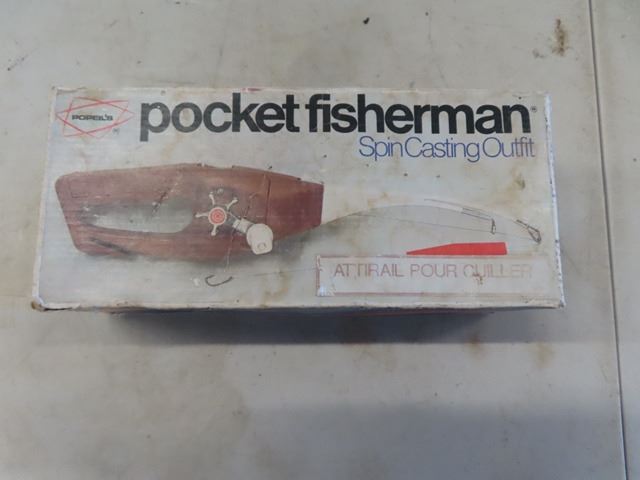 POPEIL'S
®
pocket fisherman®
Spin Casting Outfit
ATTIRAIL POUR CUILLER